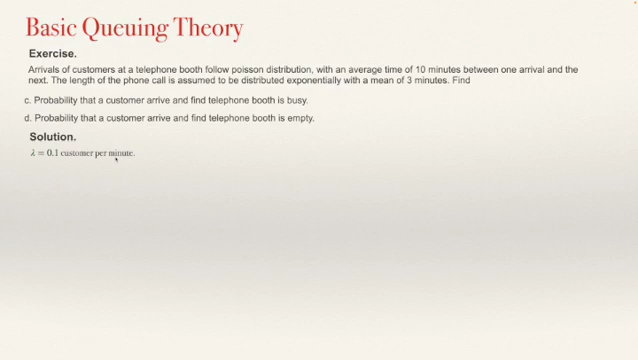 Basic Queuing Theory
Exercise.
Arrivals of customers at a telephone booth follow poisson distribution, with an average time of 10 minutes between one arrival and the
next. The length of the phone call is assumed to be distributed exponentially with a mean of 3 minutes. Find
c. Probability that a customer arrive and find telephone booth is busy.
d. Probability that a customer arrive and find telephone booth is empty.
Solution.
λ = 0.1 customer per minute.